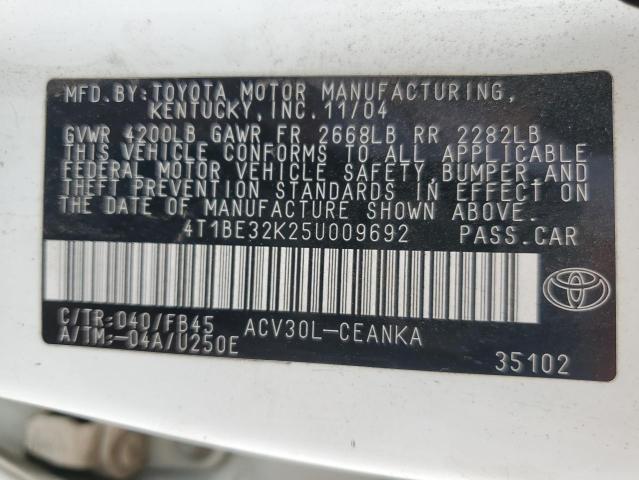 MFD.BY:TOYOTA MOTOR MANUFACTURING,
KENTUCKY,INC.11/04
GVWR 4200LB GAWR FR 2668LB RR 2282LB
THIS VEHICLE CONFORMS TO ALL APPLICABLE
FEDERAL MOTOR VEHICLE SAFETY,BUMPER AND
THEFT PREVENTION STANDARDS IN EFFECT ON
THE DATE OF MANUFACTURE SHOWN ABOVE.
4T1BE32K25U009692 PASS.CAR
C/TR:040/FB45 ACV30L-CEANKA
A/TM:-04A/U250E
35102